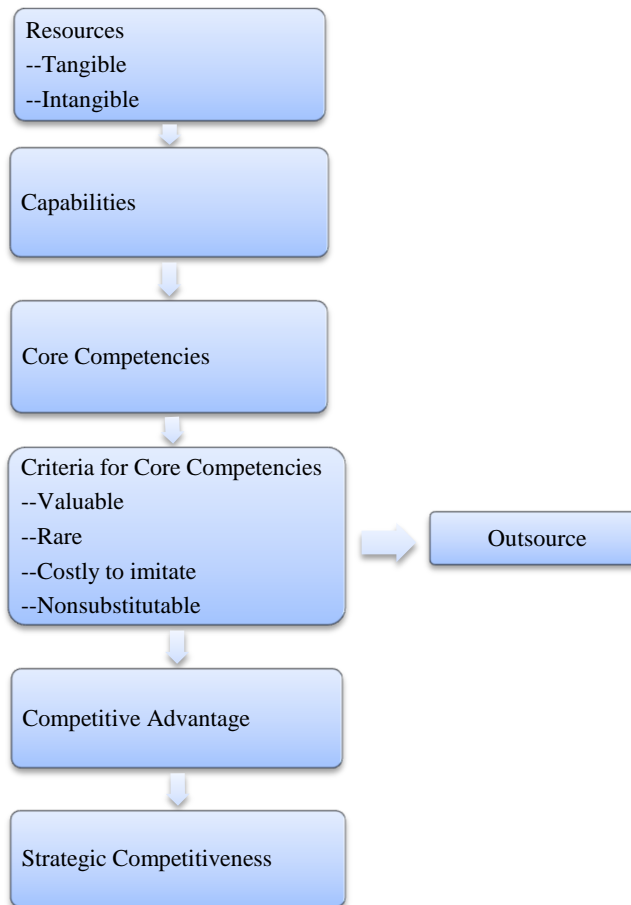 Resources
--Tangible
--Intangible
Capabilities
Core Competencies
Criteria for Core Competencies
--Valuable
--Rare
--Costly to imitate
--Nonsubstitutable
Outsource
Competitive Advantage
Strategic Competitiveness